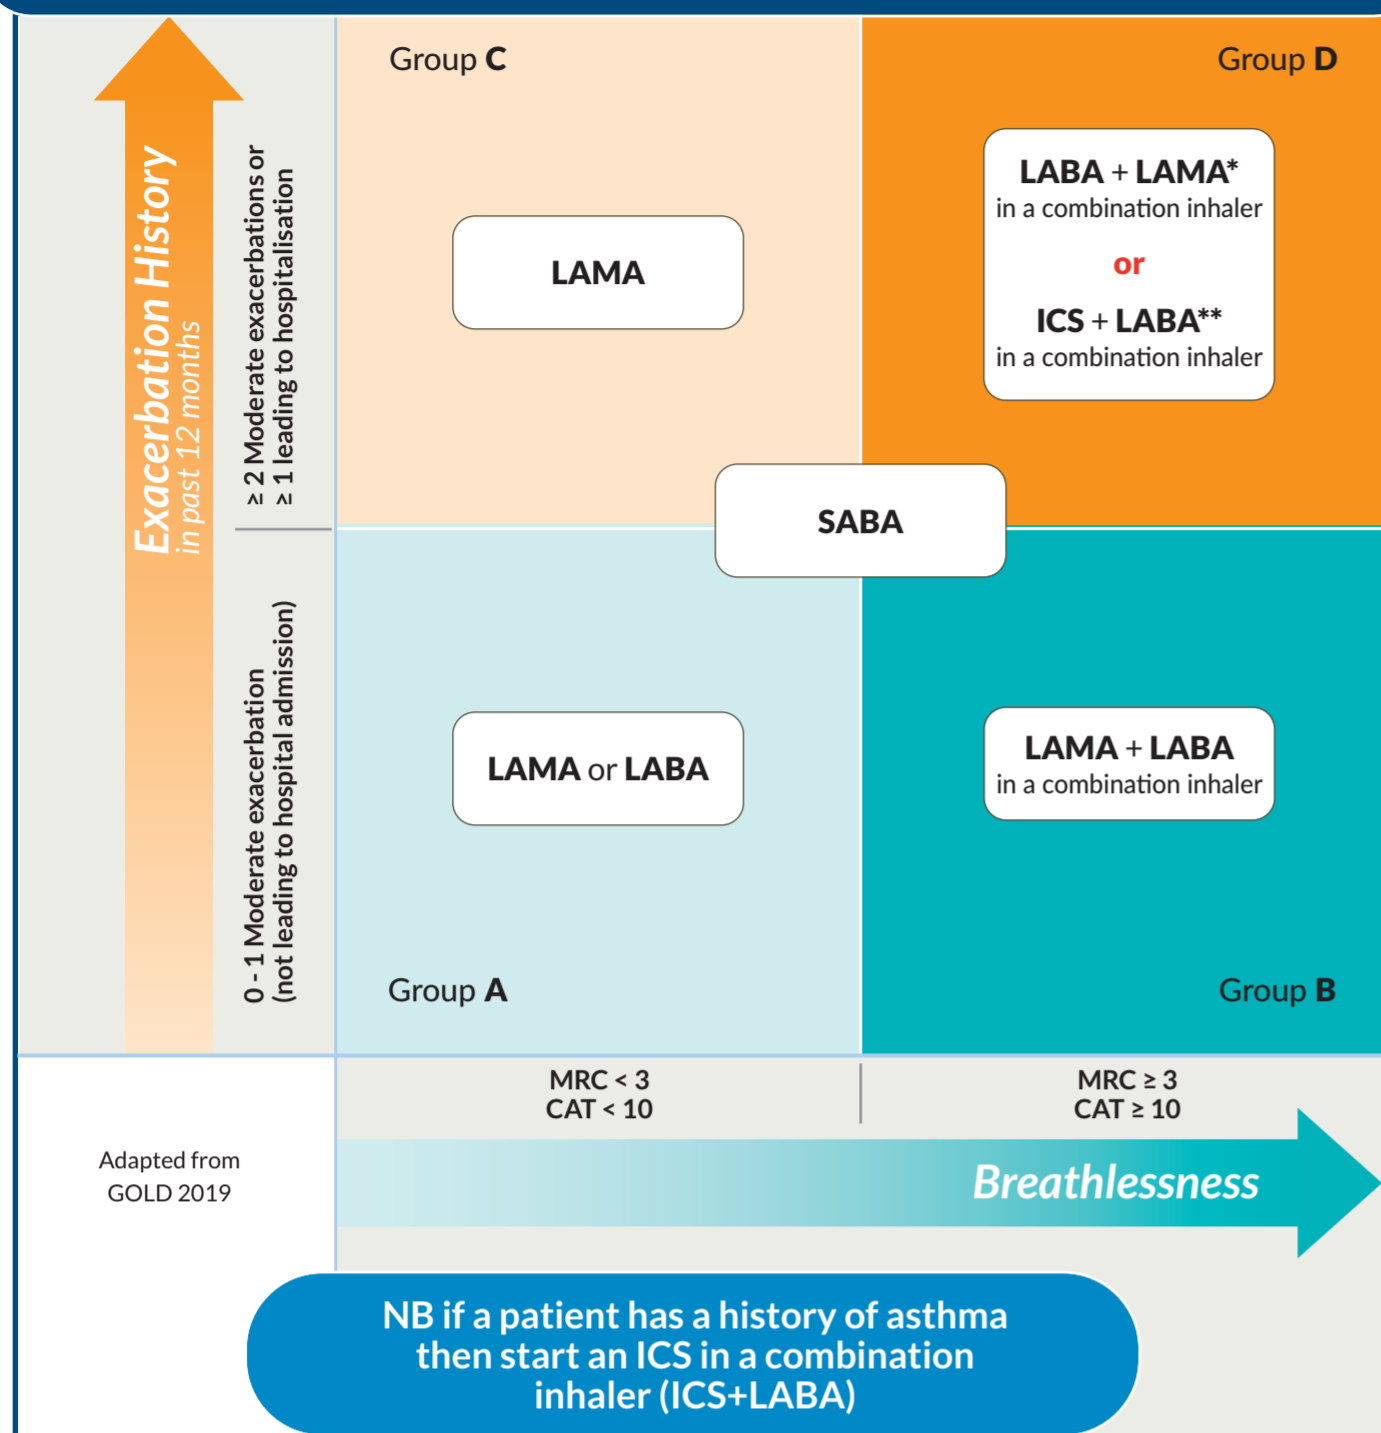 Group C
Group D
LABA + LAMA*
in a combination inhaler
or
ICS + LABA**
in a combination inhaler
LAMA
SABA
LAMA or LABA
LAMA + LABA
in a combination inhaler
Group A
Group B
Exacerbation History
in past 12 months
≥ 2 Moderate exacerbations or
≥ 1 leading to hospitalisation
0 - 1 Moderate exacerbation
(not leading to hospital admission)
MRC < 3
CAT < 10
MRC ≥ 3
CAT ≥ 10
Breathlessness
Adapted from
GOLD 2019
NB if a patient has a history of asthma
then start an ICS in a combination
inhaler (ICS+LABA)